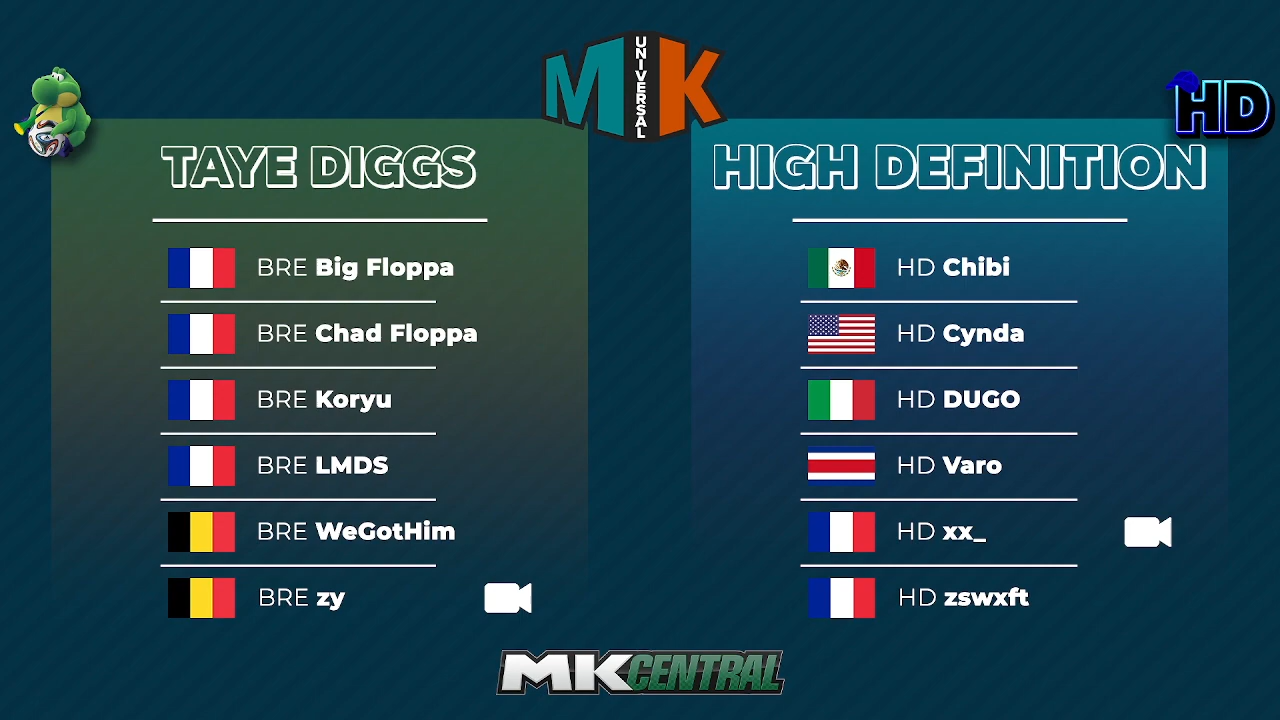 MK
UNIVERSAL
HD
TAYE DIGGS
BRE Big Floppa
BRE Chad Floppa
BRE Koryu
BRE LMDS
BRE WeGotHim
BRE zy
HIGH DEFINITION
HD Chibi
HD Cynda
HD DUGO
HD Varo
HD xx_
HD zswxft
MKCENTRAL